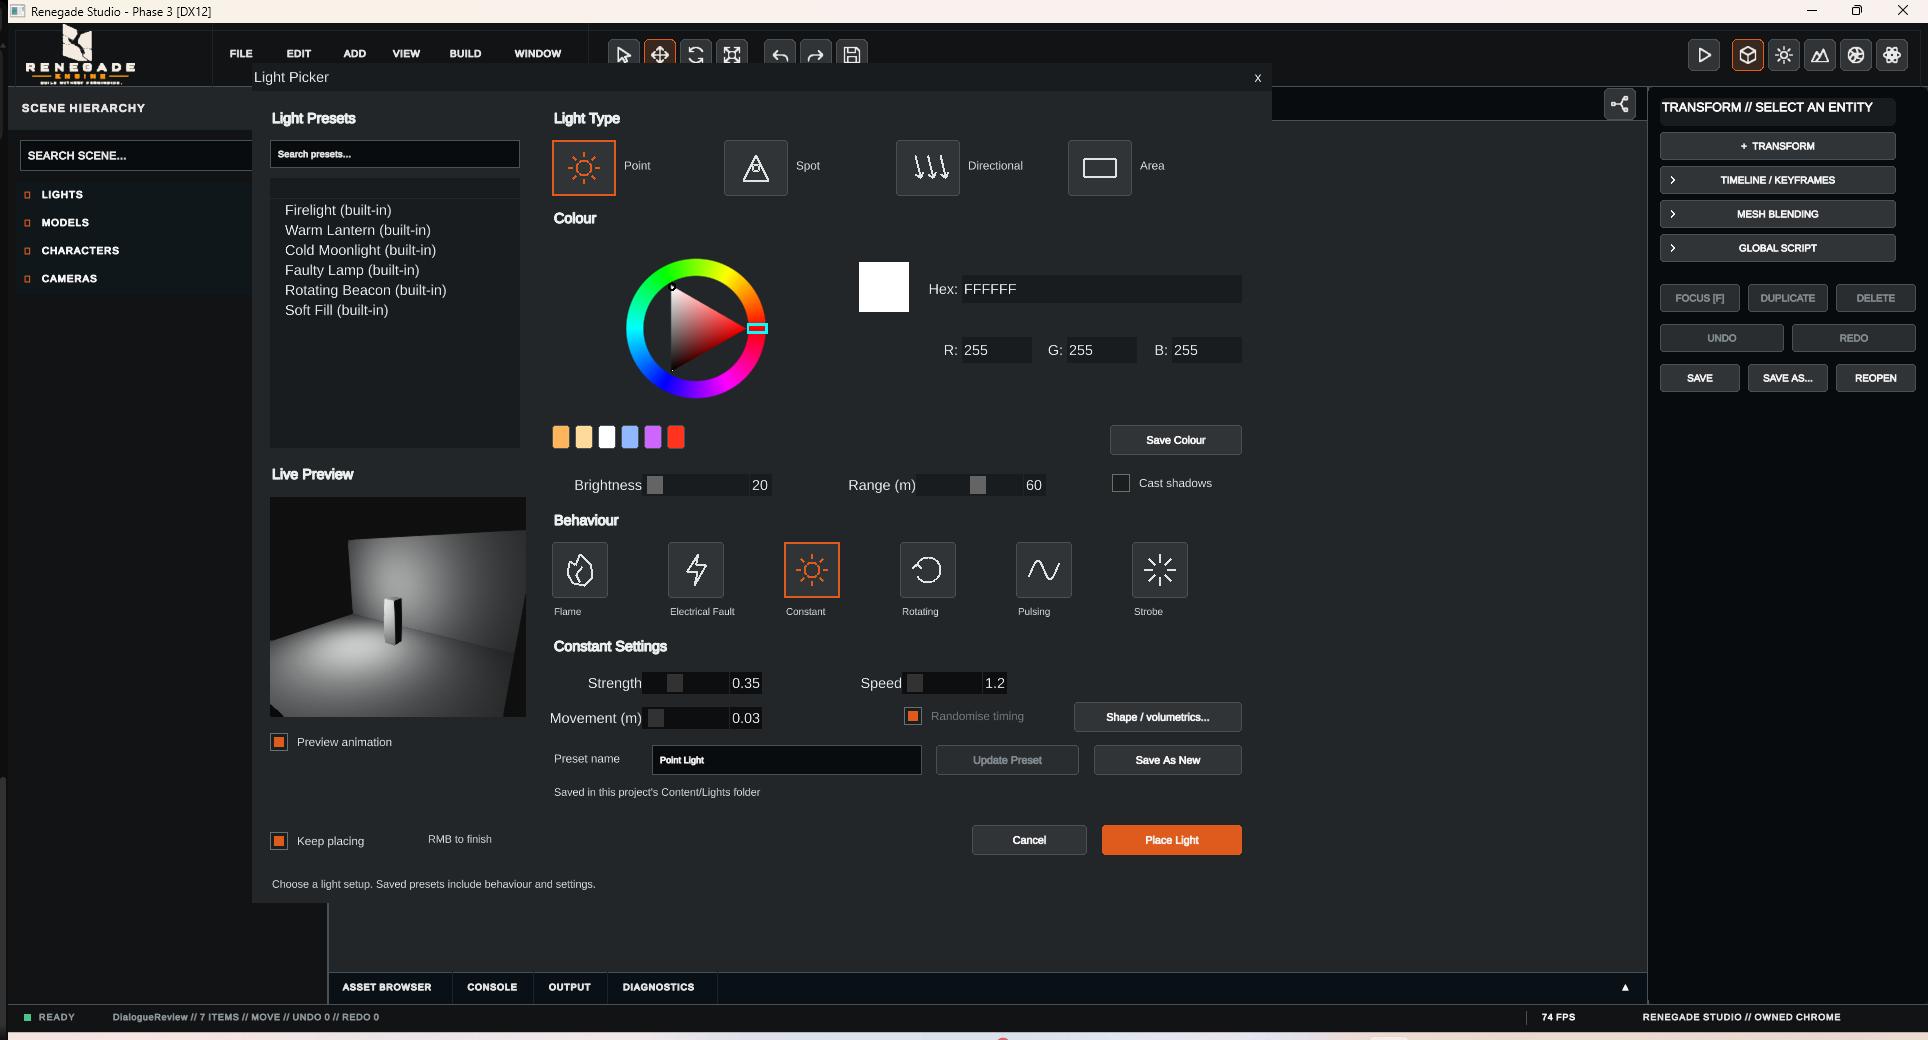 Renegade Studio - Phase 3 [DX12]
RENEGADE
ENGINE
BUILD WITHOUT PERMISSION.
FILE EDIT ADD VIEW BUILD WINDOW
Light Picker x
SCENE HIERARCHY
SEARCH SCENE...
LIGHTS
MODELS
CHARACTERS
CAMERAS
Light Presets
Search presets...
Firelight (built-in)
Warm Lantern (built-in)
Cold Moonlight (built-in)
Faulty Lamp (built-in)
Rotating Beacon (built-in)
Soft Fill (built-in)
Live Preview
Preview animation
Keep placing RMB to finish
Choose a light setup. Saved presets include behaviour and settings.
Light Type
Point Spot Directional Area
Colour
Hex: FFFFFF
R: 255 G: 255 B: 255
Save Colour
Brightness 20 Range (m) 60 Cast shadows
Behaviour
Flame Electrical Fault Constant Rotating Pulsing Strobe
Constant Settings
Strength 0.35 Speed 1.2
Movement (m) 0.03 Randomise timing Shape / volumetrics...
Preset name Point Light Update Preset Save As New
Saved in this project's Content/Lights folder
Cancel Place Light
TRANSFORM // SELECT AN ENTITY
+ TRANSFORM
TIMELINE / KEYFRAMES
MESH BLENDING
GLOBAL SCRIPT
FOCUS [F] DUPLICATE DELETE
UNDO REDO
SAVE SAVE AS... REOPEN
ASSET BROWSER CONSOLE OUTPUT DIAGNOSTICS
READY DialogueReview // 7 ITEMS // MOVE // UNDO 0 // REDO 0 74 FPS RENEGADE STUDIO // OWNED CHROME